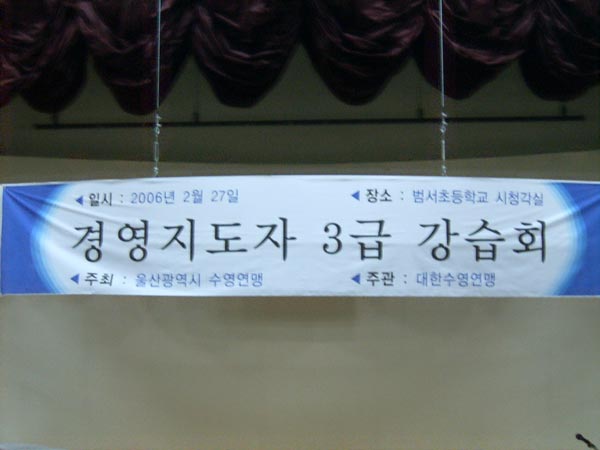 ◀일시 : 2006년 2월 27일 ◀장소 : 범서초등학교 시청각실
경영지도자 3급 강습회
◀주최 : 울산광역시 수영연맹 ◀주관 : 대한수영연맹